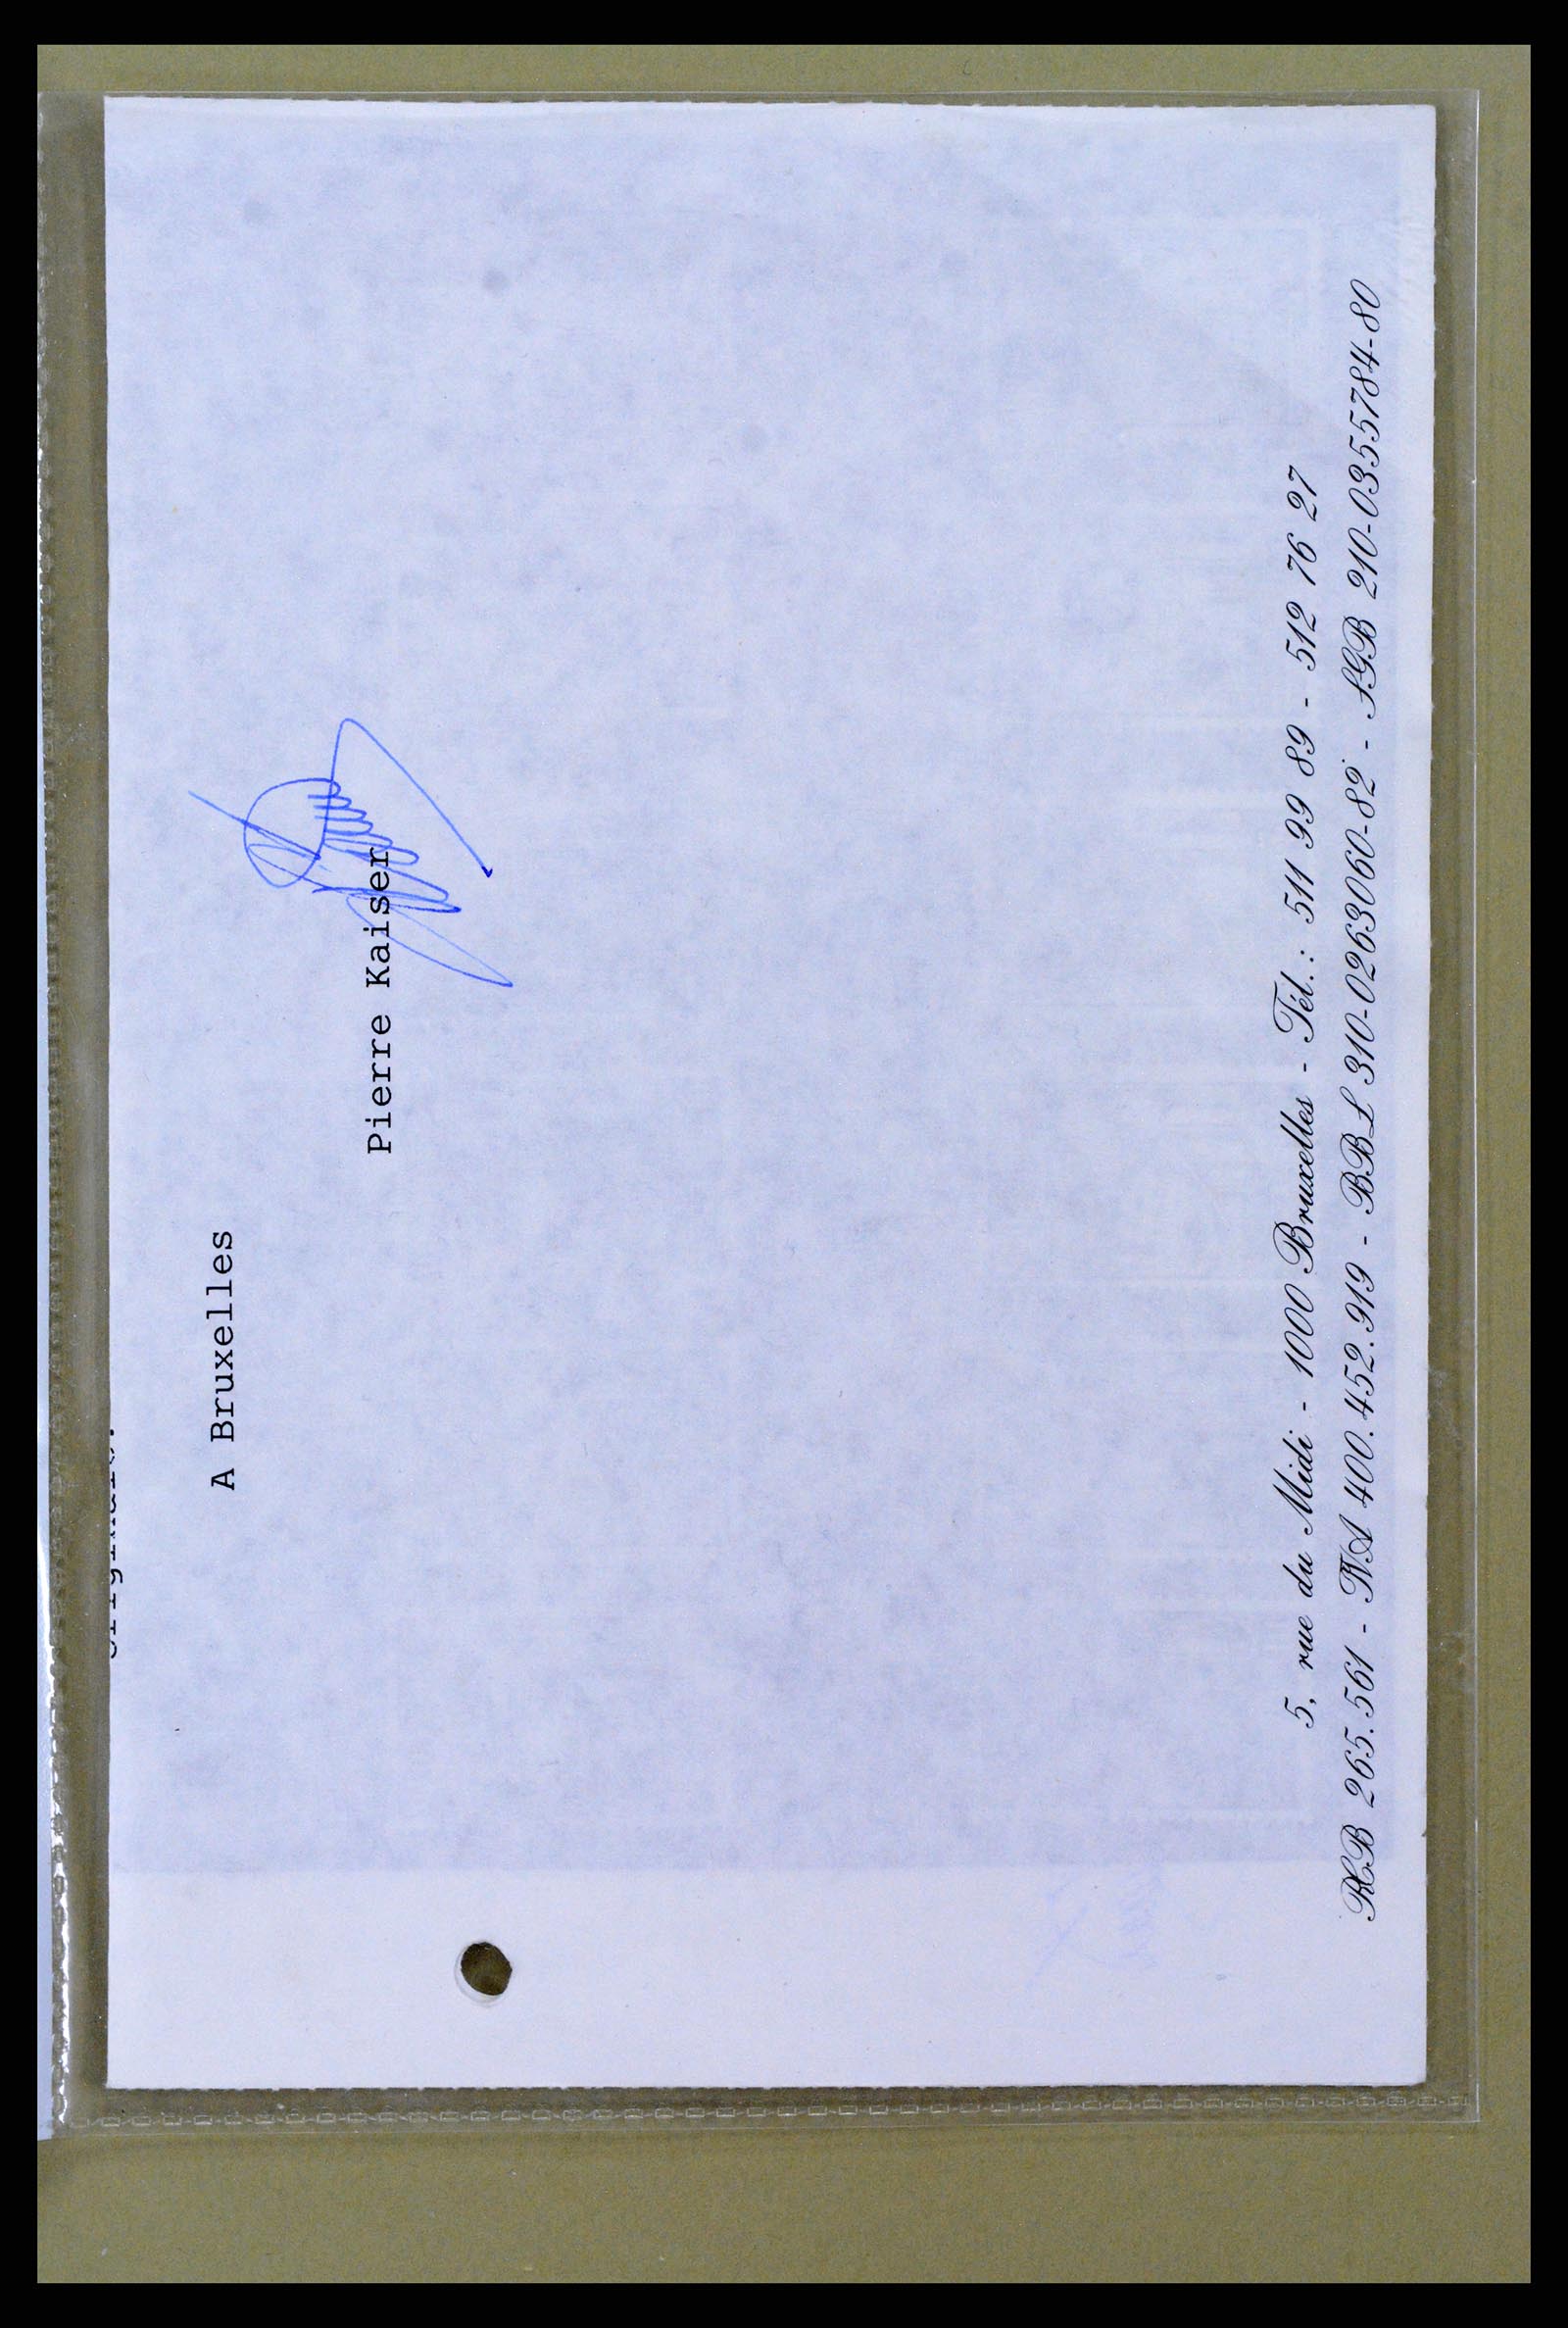 A Bruxelles
Pierre Kaiser
5, rue du Midi - 1000 Bruxelles - Tél.: 511 99 89 - 512 76 27
RCB 265.561 - TVA 400.452.919 - BBL 310-0263060-82 - SGB 210-0355784-80